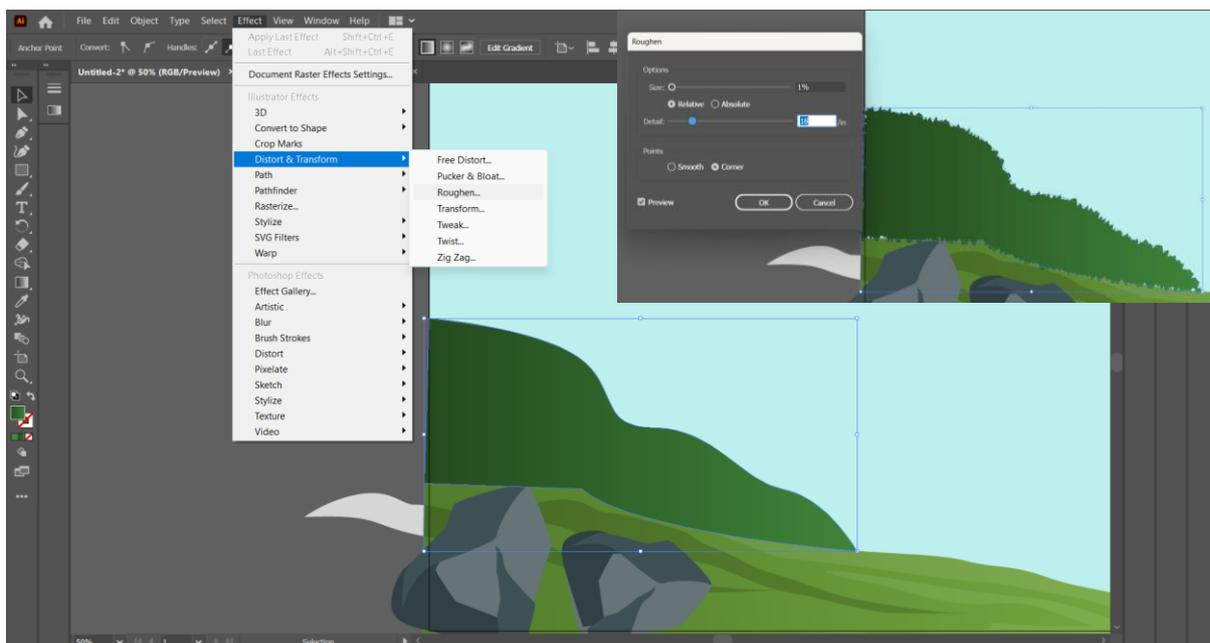 Ai File Edit Object Type Select Effect View Window Help
Anchor Point Convert: Handles: Edit Gradient
Untitled-2* @ 50% (RGB/Preview) ×
Apply Last Effect Shift+Ctrl+E
Last Effect Alt+Shift+Ctrl+E
Document Raster Effects Settings...
Illustrator Effects
3D
Convert to Shape
Crop Marks
Distort & Transform
Path
Pathfinder
Rasterize...
Stylize
SVG Filters
Warp
Photoshop Effects
Effect Gallery...
Artistic
Blur
Brush Strokes
Distort
Pixelate
Sketch
Stylize
Texture
Video
Free Distort...
Pucker & Bloat...
Roughen...
Transform...
Tweak...
Twist...
Zig Zag...
Roughen
Options
Size: 1%
Relative Absolute
Detail: /in
Points
Smooth Corner
Preview OK Cancel
50% 1 Selection